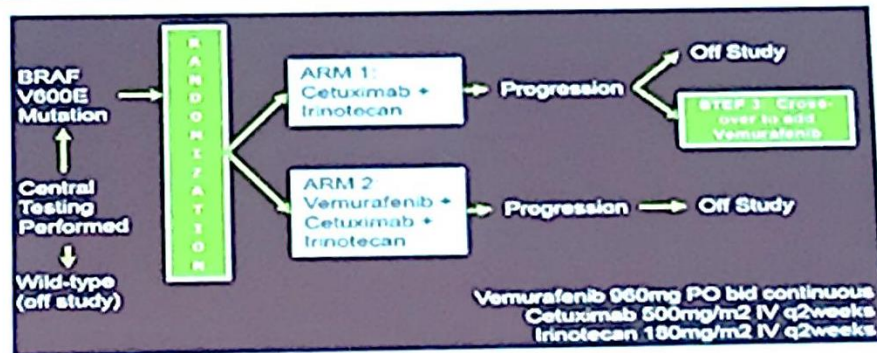 BRAF
V600E
Mutation
Central
Testing
Performed
Wild-type
(off study)
RANDOMIZATION
ARM 1:
Cetuximab +
Irinotecan
Progression
Off Study
STEP 3: Cross-
over to add
Vemurafenib
ARM 2
Vemurafenib +
Cetuximab +
Irinotecan
Progression
Off Study
Vemurafenib 960mg PO bid continuous
Cetuximab 500mg/m2 IV q2weeks
Irinotecan 180mg/m2 IV q2weeks